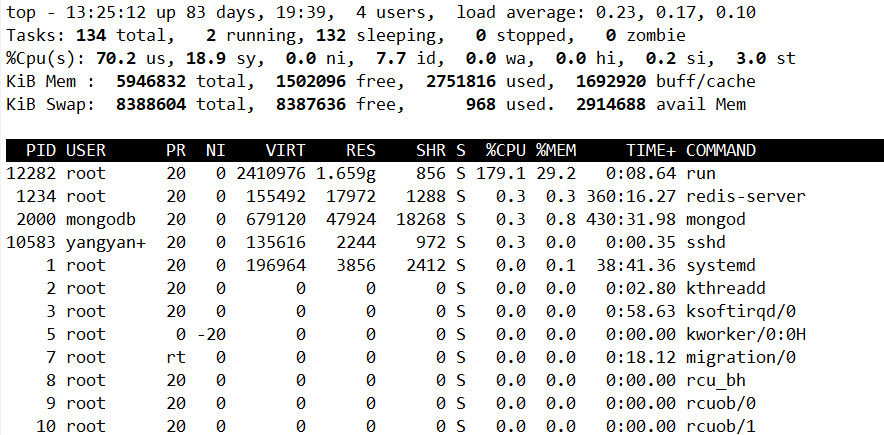 top - 13:25:12 up 83 days, 19:39,  4 users,  load average: 0.23, 0.17, 0.10
Tasks: 134 total,   2 running, 132 sleeping,   0 stopped,   0 zombie
%Cpu(s): 70.2 us, 18.9 sy,  0.0 ni,  7.7 id,  0.0 wa,  0.0 hi,  0.2 si,  3.0 st
KiB Mem :  5946832 total,  1502096 free,  2751816 used,  1692920 buff/cache
KiB Swap:  8388604 total,  8387636 free,      968 used.  2914688 avail Mem
  PID USER      PR  NI    VIRT    RES    SHR S  %CPU %MEM     TIME+ COMMAND
12282 root      20   0 2410976 1.659g    856 S 179.1 29.2   0:08.64 run
 1234 root      20   0  155492  17972   1288 S   0.3  0.3 360:16.27 redis-server
 2000 mongodb   20   0  679120  47924  18268 S   0.3  0.8 430:31.98 mongod
10583 yangyan+  20   0  135616   2244    972 S   0.3  0.0   0:00.35 sshd
    1 root      20   0  196964   3856   2412 S   0.0  0.1  38:41.36 systemd
    2 root      20   0       0      0      0 S   0.0  0.0   0:02.80 kthreadd
    3 root      20   0       0      0      0 S   0.0  0.0   0:58.63 ksoftirqd/0
    5 root       0 -20       0      0      0 S   0.0  0.0   0:00.00 kworker/0:0H
    7 root      rt   0       0      0      0 S   0.0  0.0   0:18.12 migration/0
    8 root      20   0       0      0      0 S   0.0  0.0   0:00.00 rcu_bh
    9 root      20   0       0      0      0 S   0.0  0.0   0:00.00 rcuob/0
   10 root      20   0       0      0      0 S   0.0  0.0   0:00.00 rcuob/1